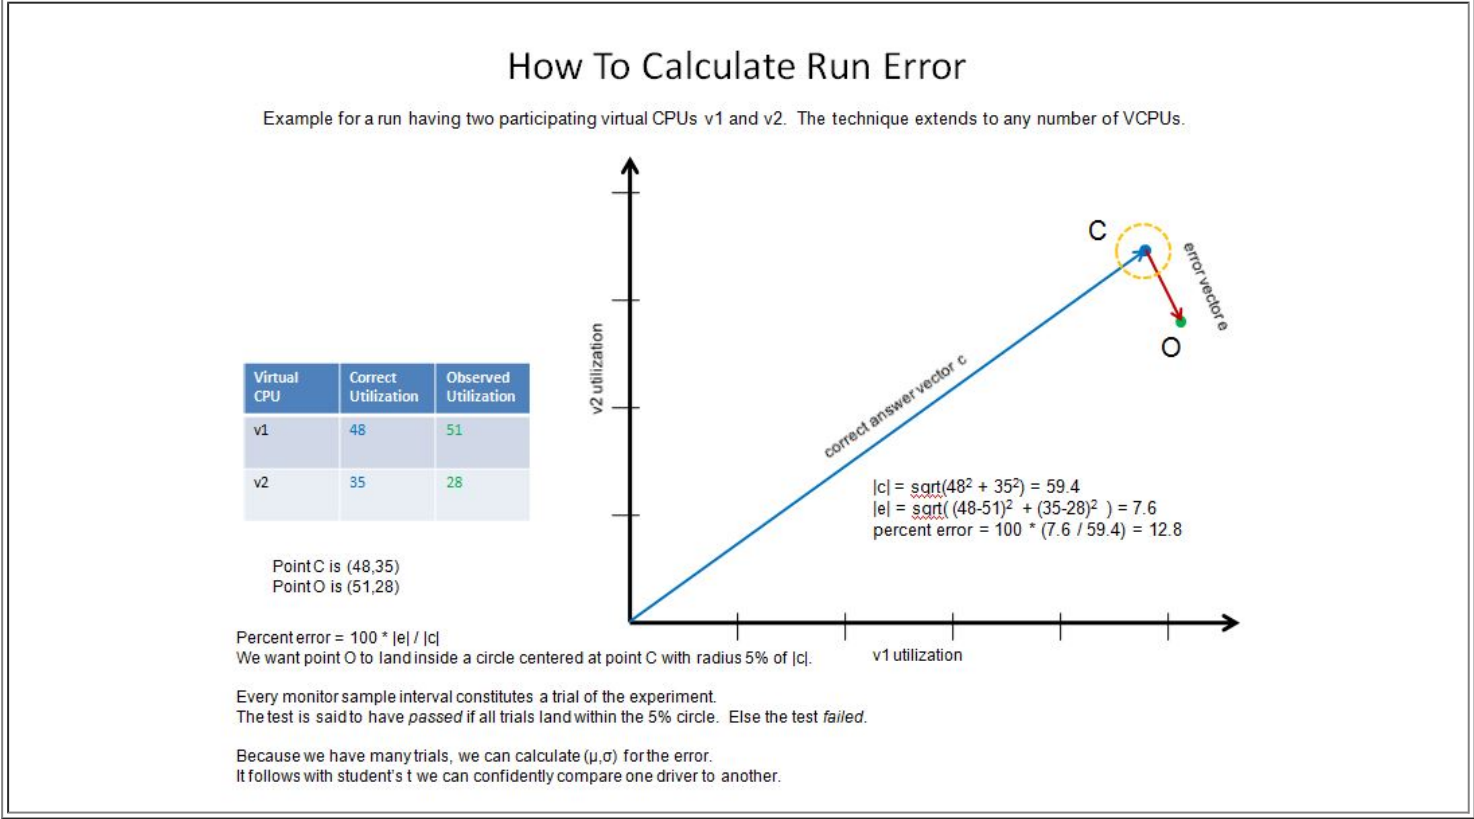 How To Calculate Run Error
Example for a run having two participating virtual CPUs v1 and v2. The technique extends to any number of VCPUs.
C
error vector e
O
v2 utilization
correct answer vector c
Virtual CPU
Correct Utilization
Observed Utilization
v1 48 51
v2 35 28
|c| = sqrt(48² + 35²) = 59.4
|e| = sqrt( (48-51)² + (35-28)² ) = 7.6
percent error = 100 * (7.6 / 59.4) = 12.8
Point C is (48,35)
Point O is (51,28)
v1 utilization
Percent error = 100 * |e| / |c|
We want point O to land inside a circle centered at point C with radius 5% of |c|.
Every monitor sample interval constitutes a trial of the experiment.
The test is said to have passed if all trials land within the 5% circle. Else the test failed.
Because we have many trials, we can calculate (μ,σ) for the error.
It follows with student's t we can confidently compare one driver to another.